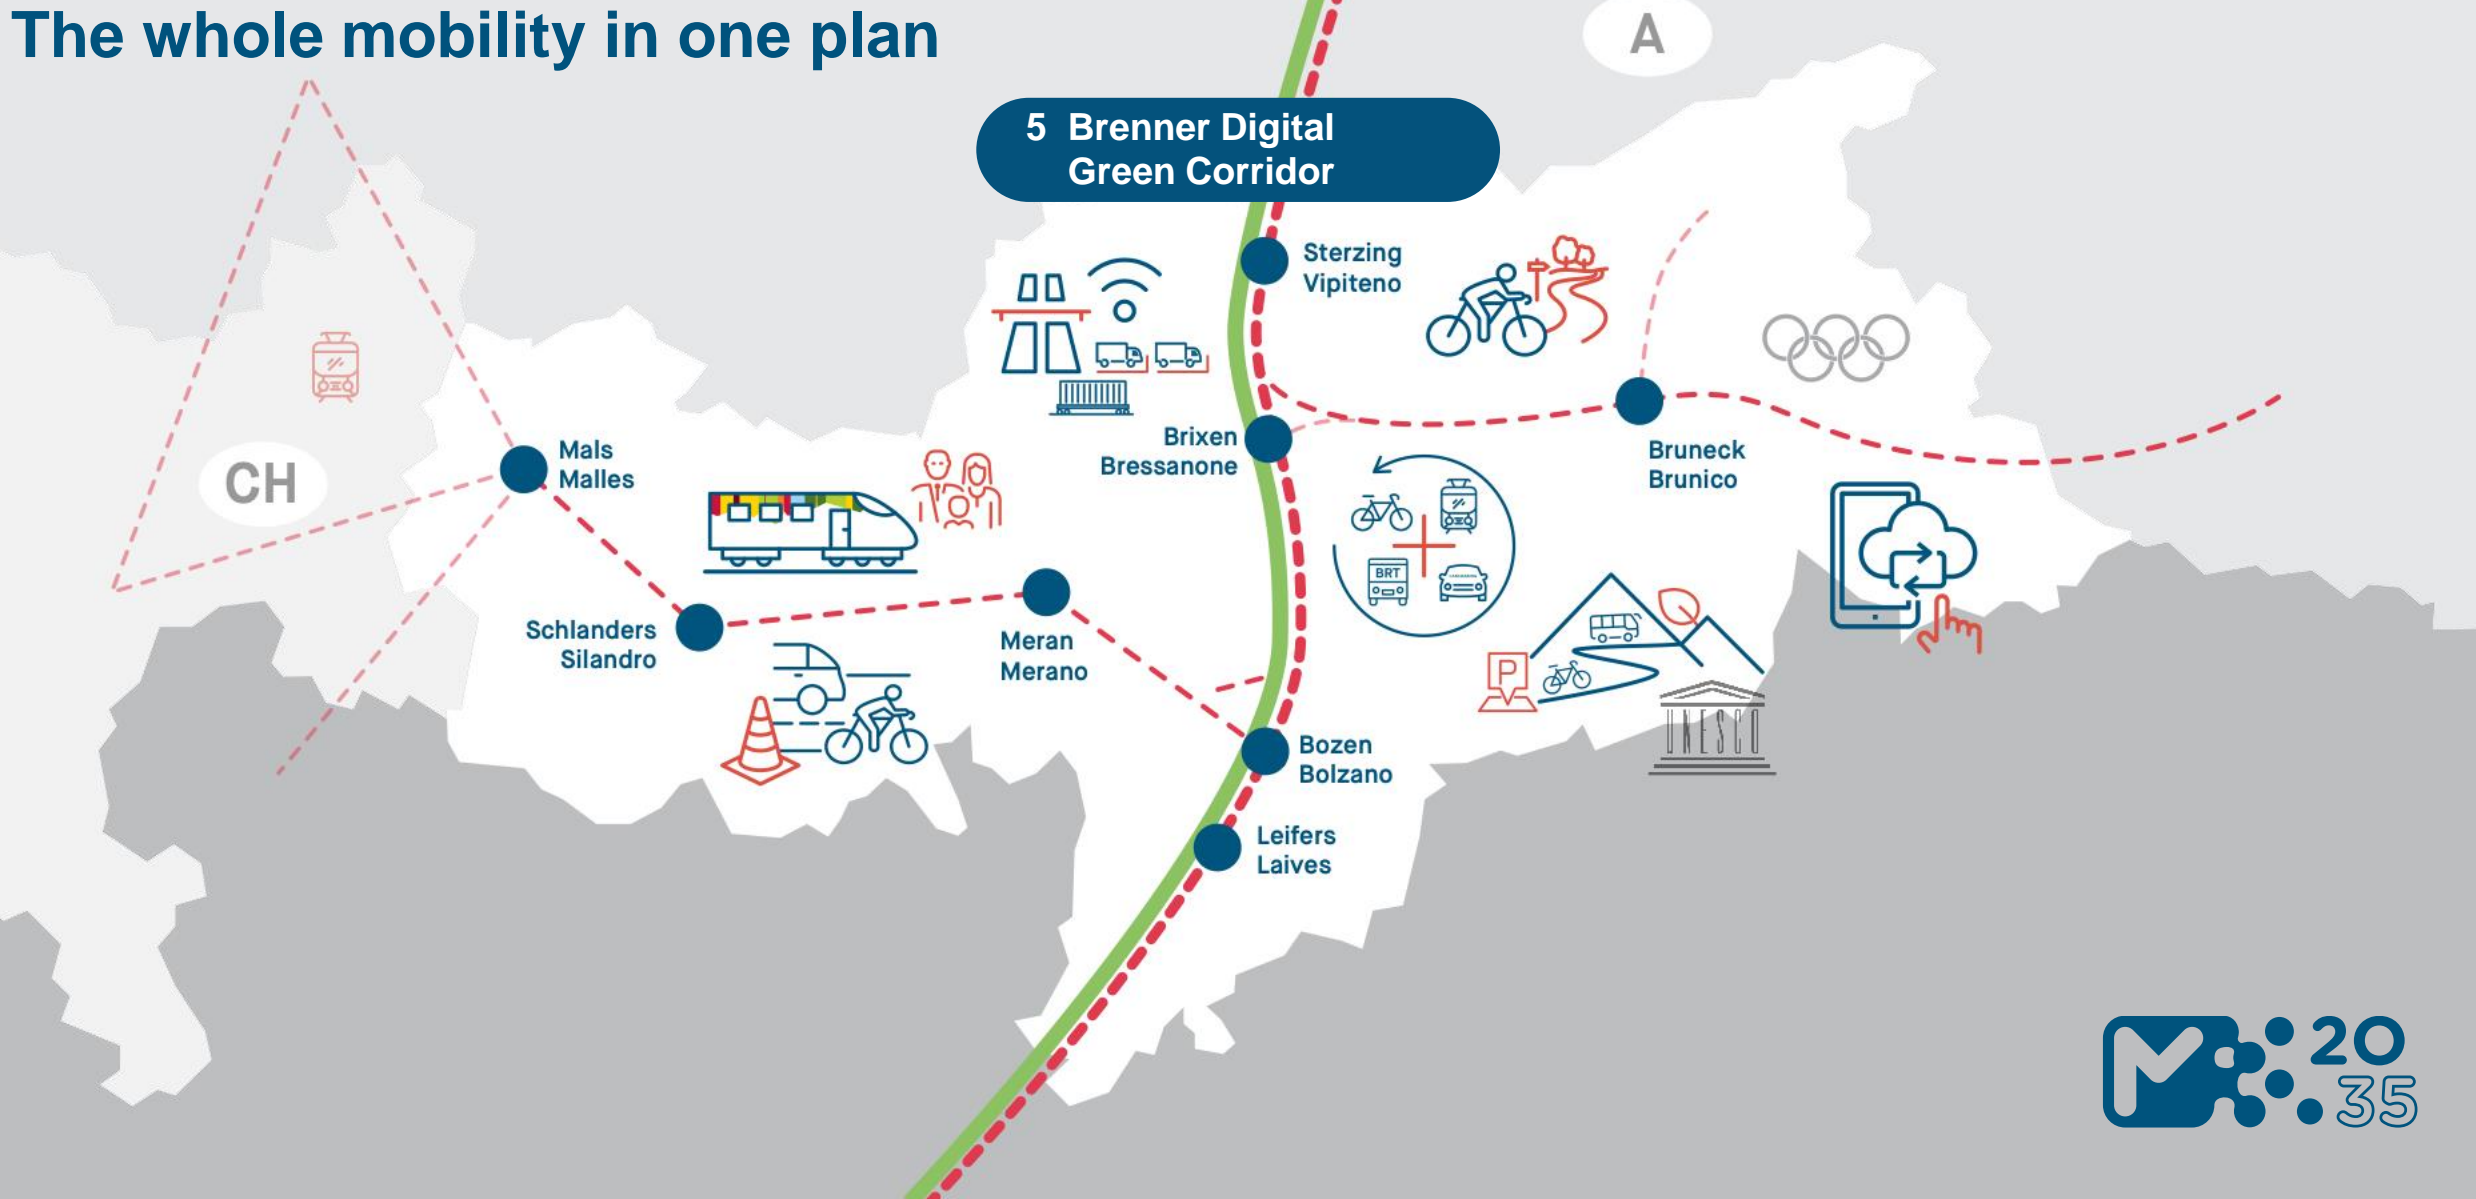 The whole mobility in one plan
A
5 Brenner Digital
Green Corridor
Sterzing
Vipiteno
Mals
Malles
CH
Brixen
Bressanone
Bruneck
Brunico
BRT
Schlanders
Silandro
Meran
Merano
P
UNESCO
Bozen
Bolzano
Leifers
Laives
M
20
35